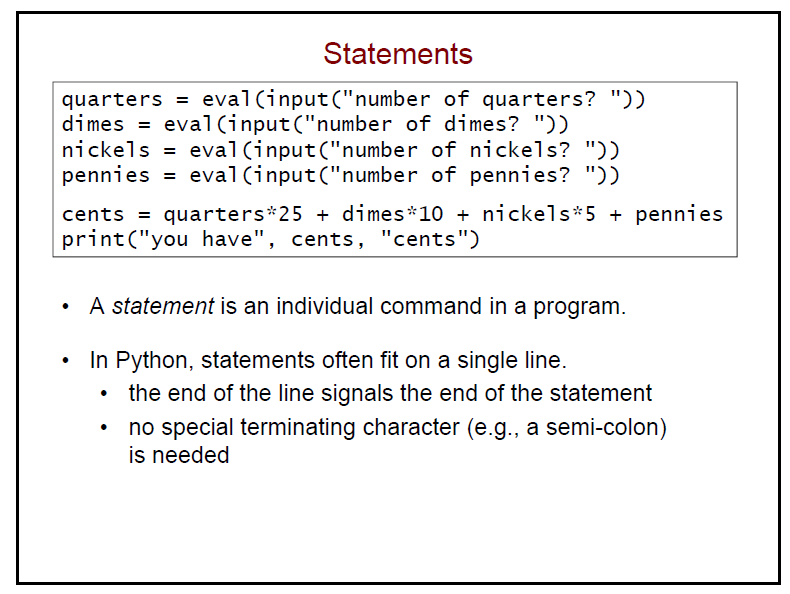 Statements
quarters = eval(input("number of quarters? "))
dimes = eval(input("number of dimes? "))
nickels = eval(input("number of nickels? "))
pennies = eval(input("number of pennies? "))
cents = quarters*25 + dimes*10 + nickels*5 + pennies
print("you have", cents, "cents")
• A statement is an individual command in a program.
• In Python, statements often fit on a single line.
• the end of the line signals the end of the statement
• no special terminating character (e.g., a semi-colon)
is needed